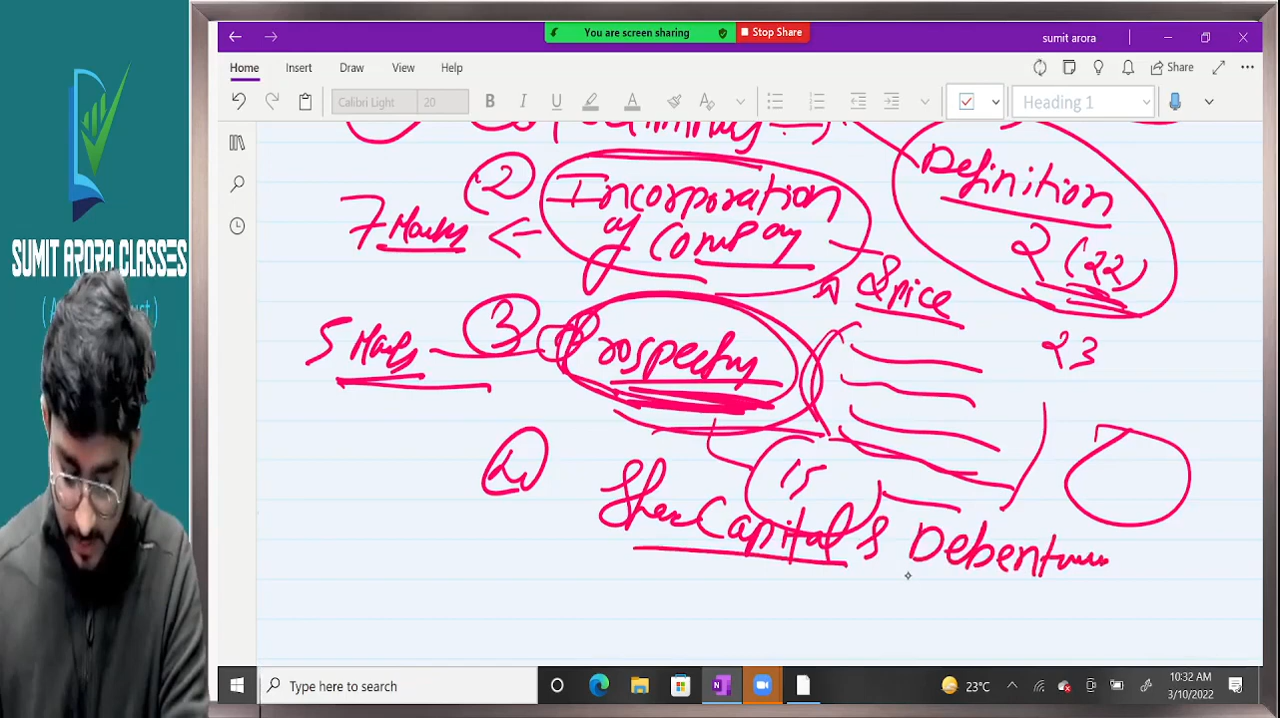 You are screen sharing
Stop Share
sumit arora
Home Insert Draw View Help
Share
Calibri Light 20 B I U A A Heading 1
SUMIT ARORA CLASSES
Definition
2 (22)
2 Incorporation
of Company
7 Marks
Spice
3 Prospectus
5 Marks
23
15
Share Capital & Debentures
Type here to search
23°C
10:32 AM
3/10/2022